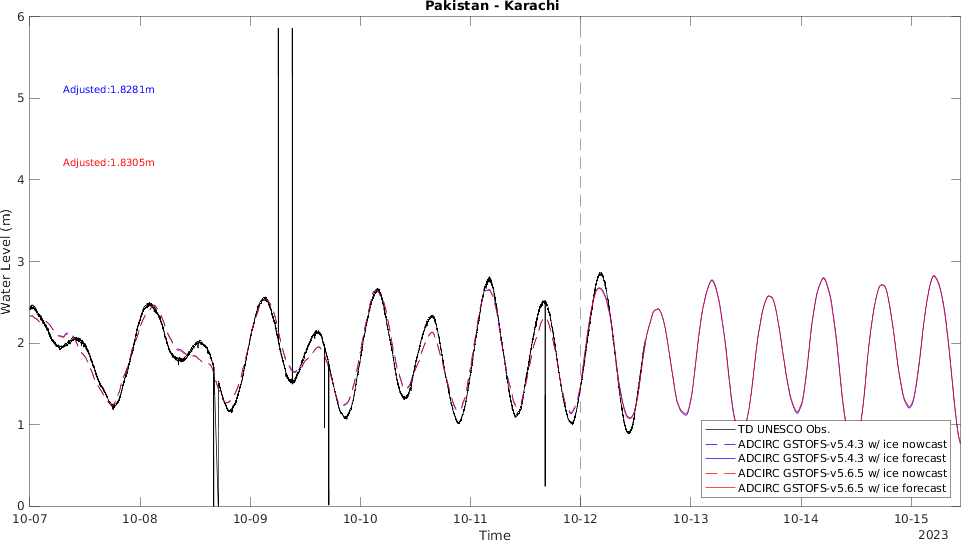 Pakistan - Karachi
6
5
4
3
2
1
0
Water Level (m)
Adjusted:1.8281m
Adjusted:1.8305m
TD UNESCO Obs.
ADCIRC GSTOFS-v5.4.3 w/ ice nowcast
ADCIRC GSTOFS-v5.4.3 w/ ice forecast
ADCIRC GSTOFS-v5.6.5 w/ ice nowcast
ADCIRC GSTOFS-v5.6.5 w/ ice forecast
10-07 10-08 10-09 10-10 10-11 10-12 10-13 10-14 10-15
Time
2023